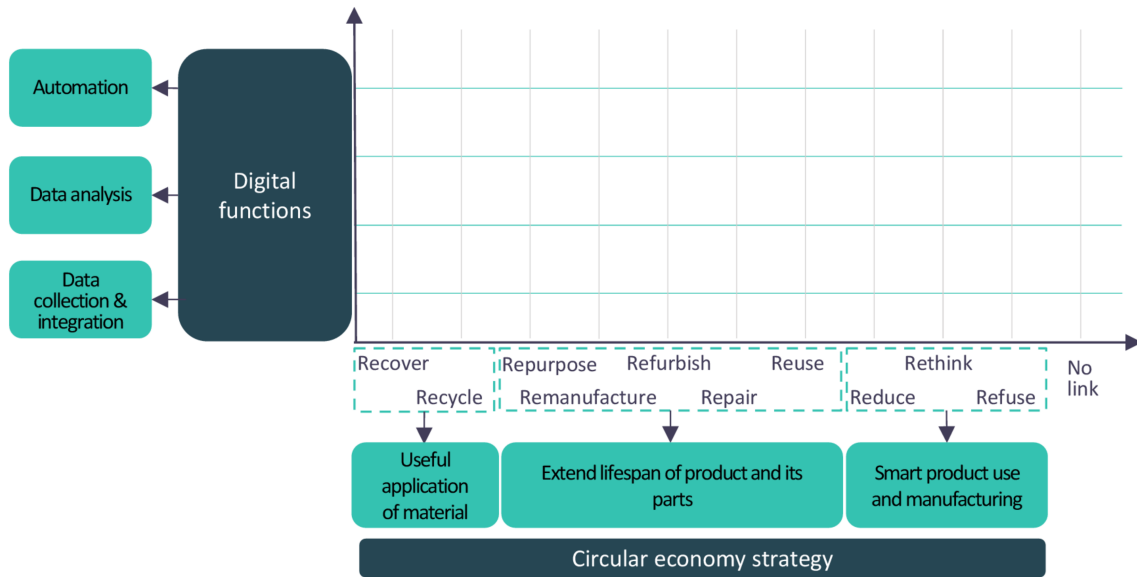 Automation
Data analysis
Data
collection &
integration
Digital
functions
Recover
Recycle
Repurpose
Refurbish
Reuse
Remanufacture
Repair
Rethink
Reduce
Refuse
No
link
Useful
application
of material
Extend lifespan of product and its
parts
Smart product use
and manufacturing
Circular economy strategy